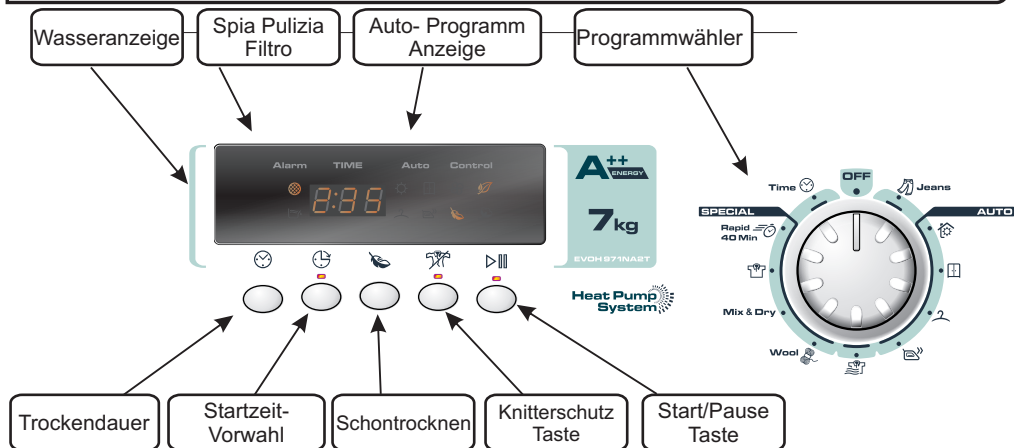 Wasseranzeige
Spia Pulizia
Filtro
Auto- Programm
Anzeige
Programmwähler
Alarm TIME Auto Control
2:35
A++
ENERGY
7kg
EVOH 971NA2T
Heat Pump
System
OFF
Time
Jeans
SPECIAL
AUTO
Rapid
40 Min
Mix & Dry
Wool
Trockendauer
Startzeit-
Vorwahl
Schontrocknen
Knitterschutz
Taste
Start/Pause
Taste